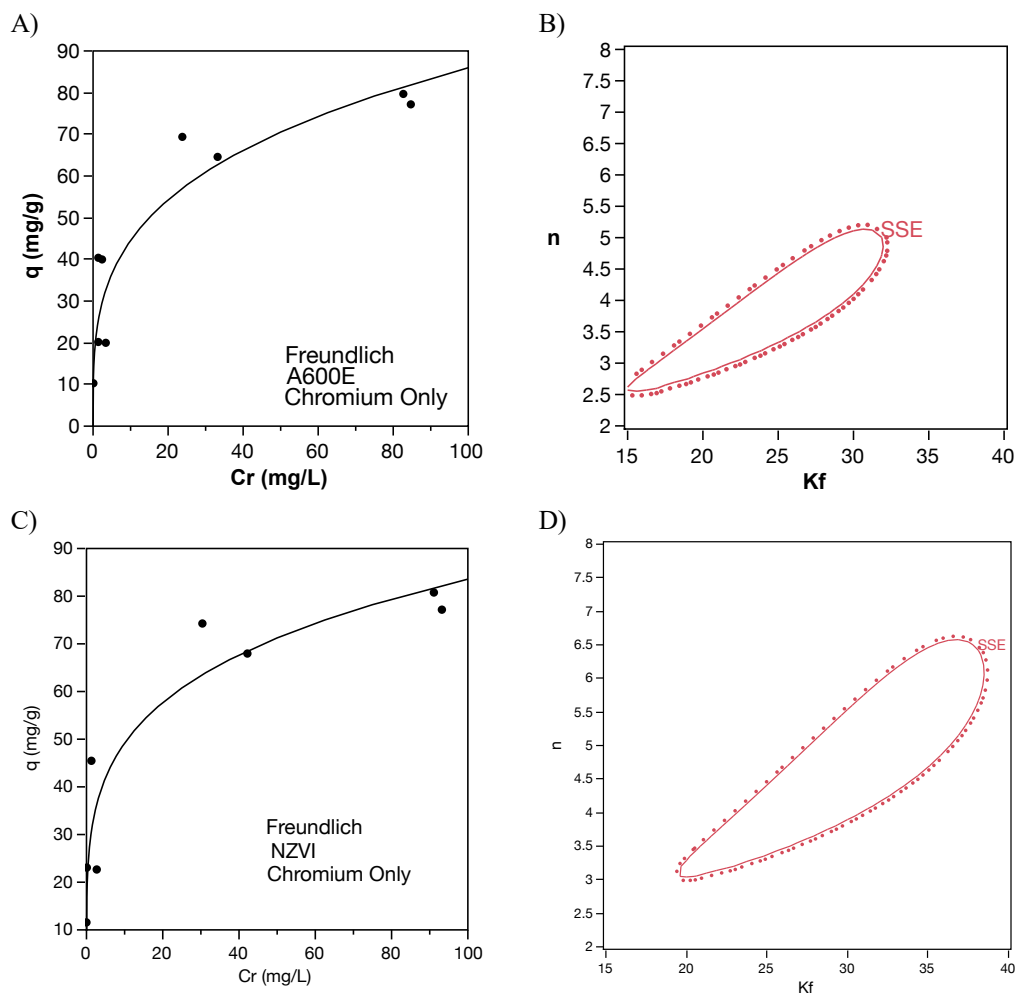 A)
90
80
70
60
50
40
30
20
10
0
q (mg/g)
Freundlich
A600E
Chromium Only
0 20 40 60 80 100
Cr (mg/L)
B)
8
7.5
7
6.5
6
5.5
5
4.5
4
3.5
3
2.5
2
n
SSE
15 20 25 30 35 40
Kf
C)
90
80
70
60
50
40
30
20
10
q (mg/g)
Freundlich
NZVI
Chromium Only
0 20 40 60 80 100
Cr (mg/L)
D)
8
7.5
7
6.5
6
5.5
5
4.5
4
3.5
3
2.5
2
n
SSE
15 20 25 30 35 40
Kf